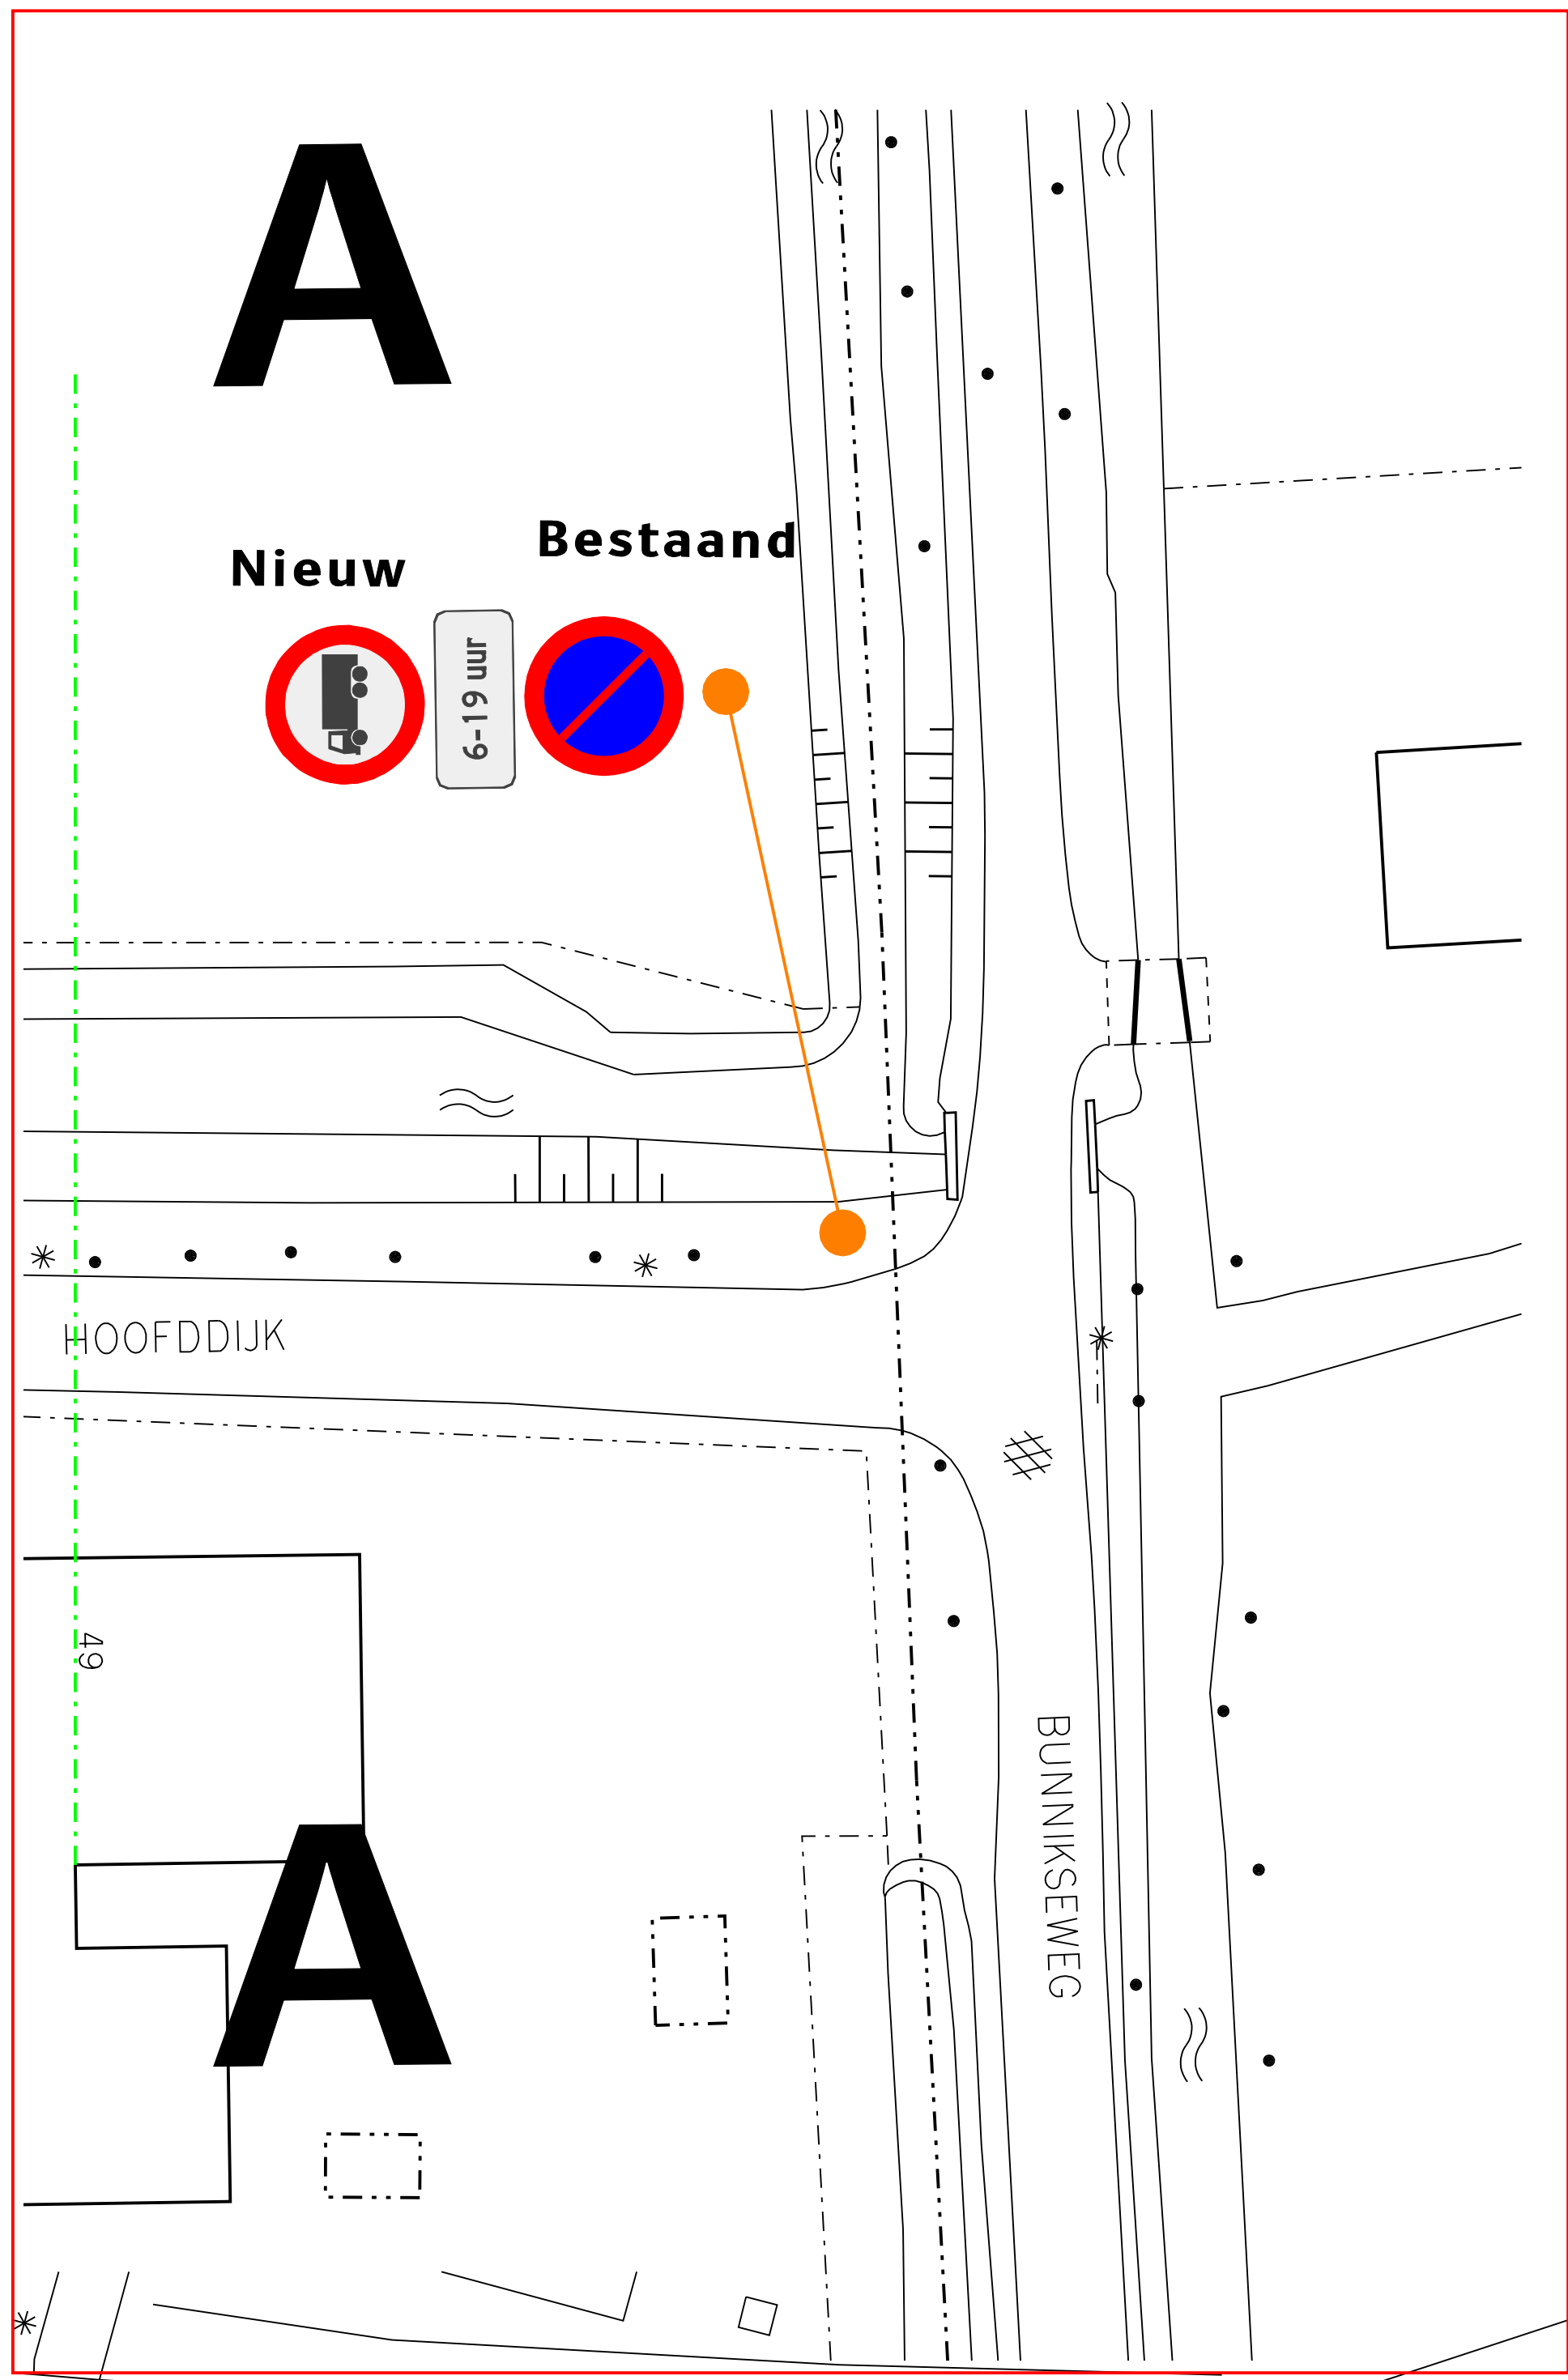 A
Bestaand
Nieuw
6-19 uur
HOOFDDIJK
49
BUNNIKSEWEG
A